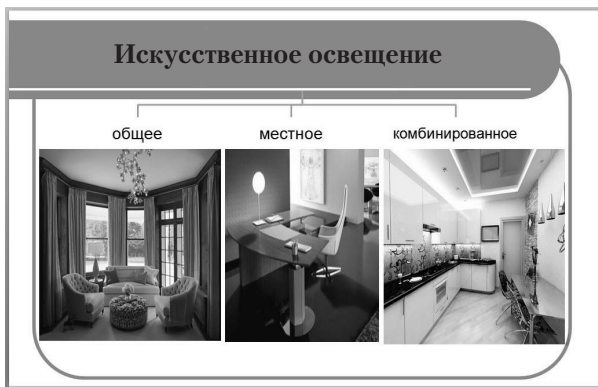 Искусственное освещение
общее
местное
комбинированное